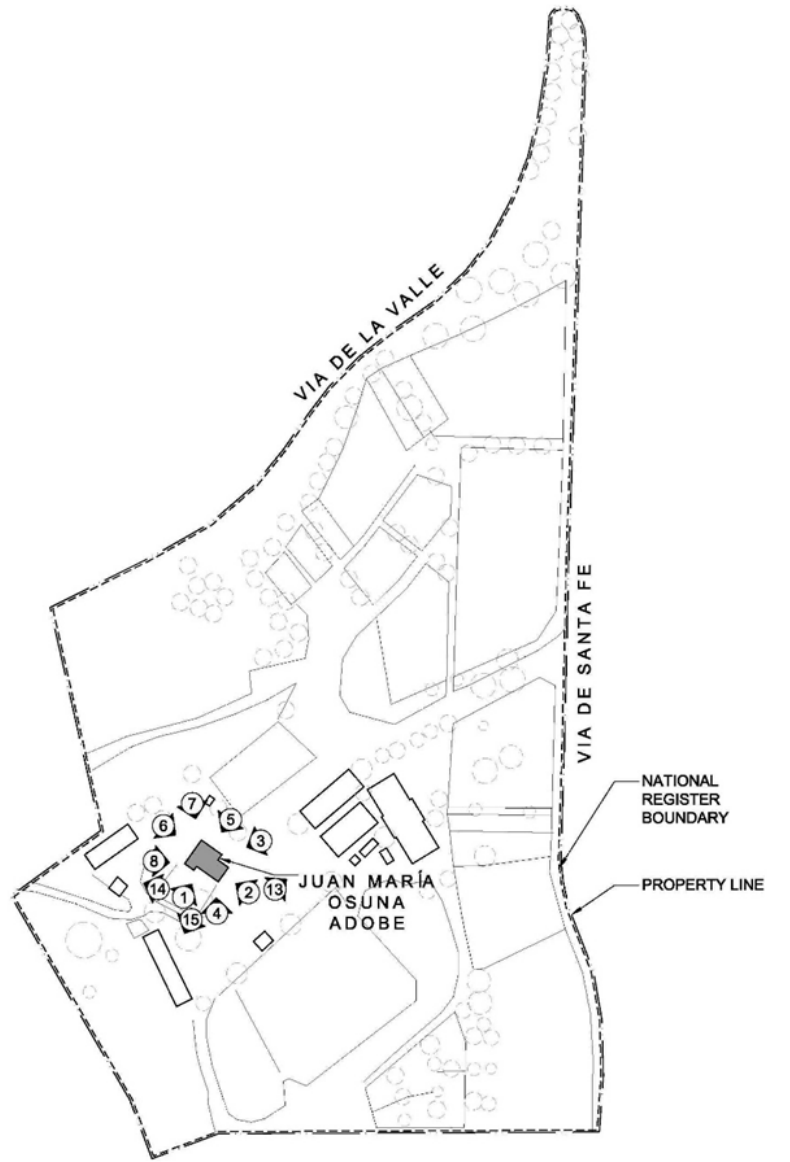 VIA DE LA VALLE
VIA DE SANTA FE
NATIONAL
REGISTER
BOUNDARY
PROPERTY LINE
7
5
6
3
8
14
1
2
13
15
4
JUAN MARÍA
OSUNA
ADOBE